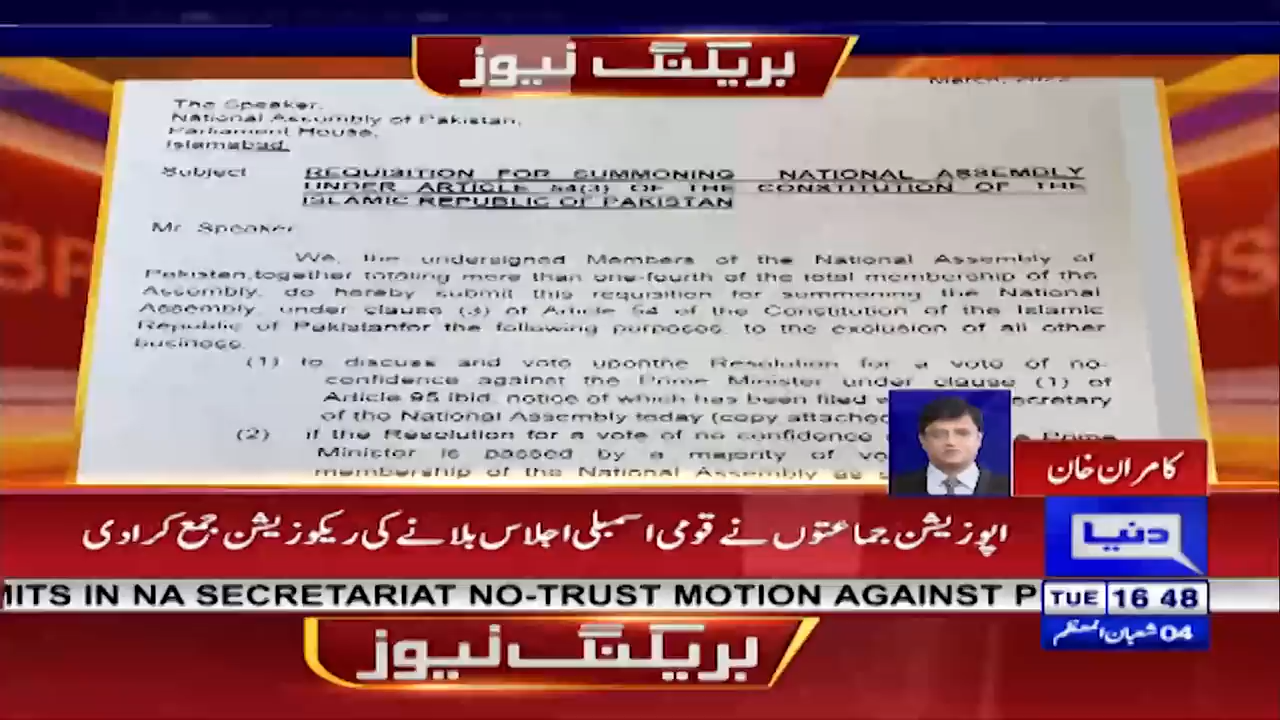 بریکنگ نیوز
March, 2022
The Speaker,
National Assembly of Pakistan,
Parliament House,
Islamabad.
Subject REQUISITION FOR SUMMONING NATIONAL ASSEMBLY
UNDER ARTICLE 54(3) OF THE CONSTITUTION OF THE
ISLAMIC REPUBLIC OF PAKISTAN
Mr. Speaker
We, the undersigned Members of the National Assembly of
Pakistan,together totaling more than one-fourth of the total membership of the
Assembly, do hereby submit this requisition for summoning the National
Assembly, under clause (3) of Article 54 of the Constitution of the Islamic
Republic of Pakistanfor the following purposes, to the exclusion of all other
business.
(1) to discuss and vote uponthe Resolution for a vote of no-
confidence against the Prime Minister under clause (1) of
Article 95 ibid, notice of which has been filed
of the National Assembly today (copy attached
(2) if the Resolution for a vote of no confidence Prime
Minister is passed by a majority of
membership of the National Assembly as
کامران خان
اپوزیشن جماعتوں نے قومی اسمبلی اجلاس بلانے کی ریکوزیشن جمع کرادی
دنیا
MITS IN NA SECRETARIAT NO-TRUST MOTION AGAINST P
TUE 16 48
04 شعبان المعظم
بریکنگ نیوز